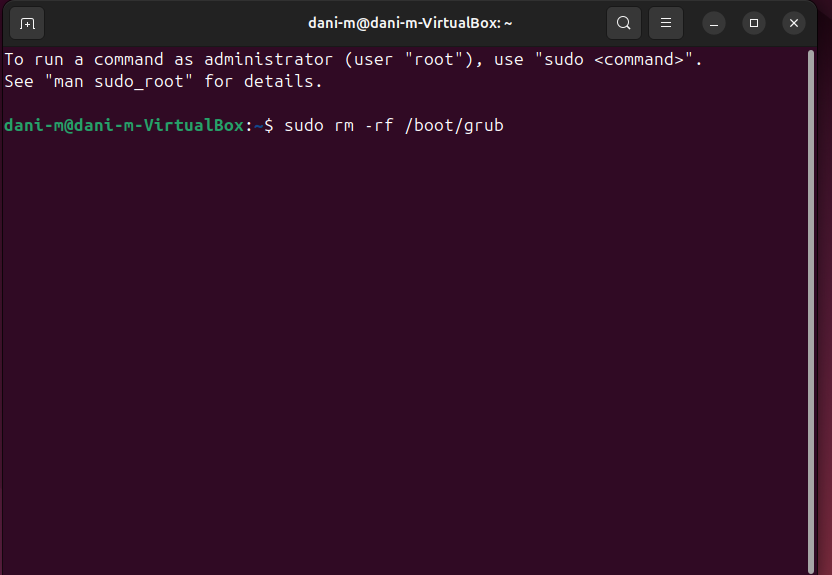 dani-m@dani-m-VirtualBox: ~
To run a command as administrator (user "root"), use "sudo <command>".
See "man sudo_root" for details.
dani-m@dani-m-VirtualBox:~$ sudo rm -rf /boot/grub